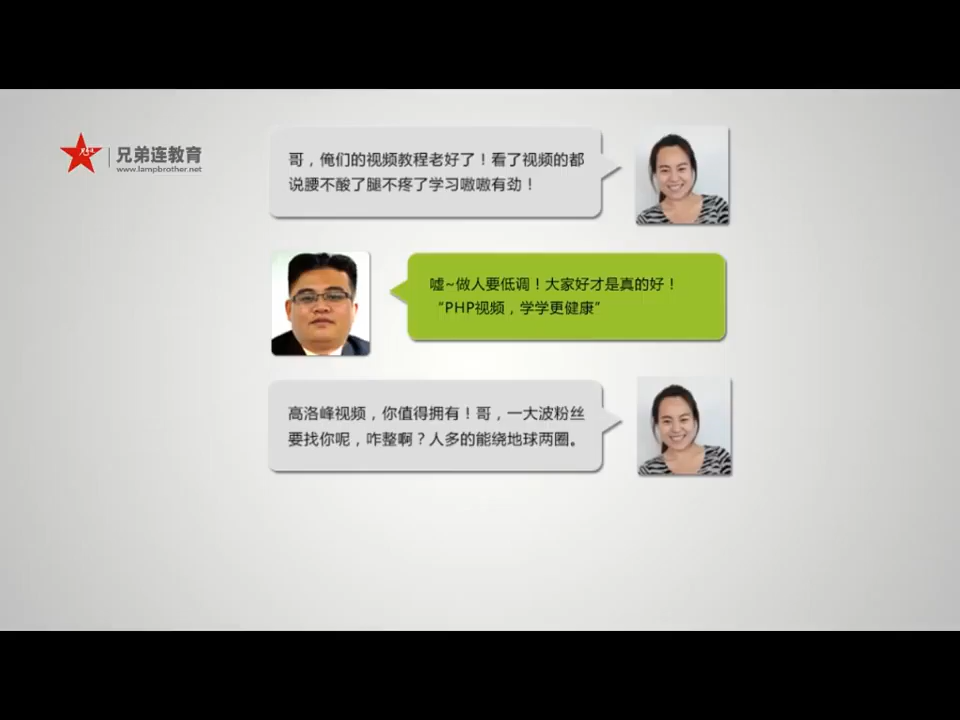 兄弟连教育
www.lampbrother.net
哥，俺们的视频教程老好了！看了视频的都
说腰不酸了腿不疼了学习嗷嗷有劲！
嘘~做人要低调！大家好才是真的好！
“PHP视频，学学更健康”
高洛峰视频，你值得拥有！哥，一大波粉丝
要找你呢，咋整啊？人多的能绕地球两圈。